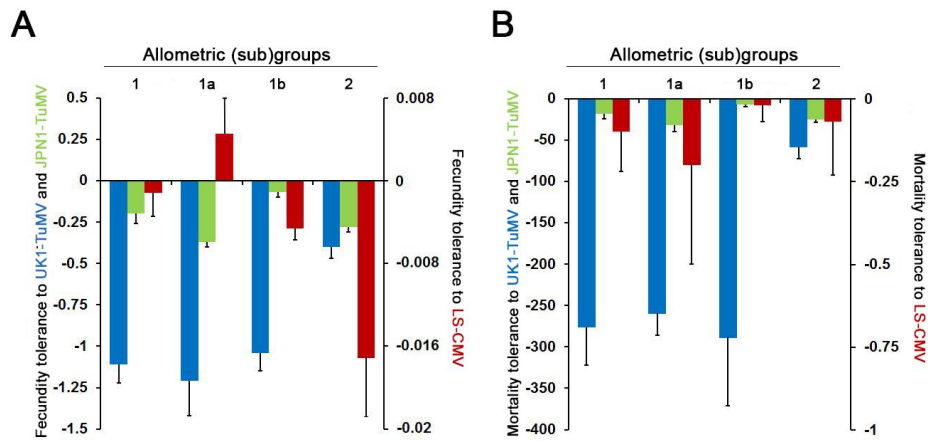 A
Allometric (sub)groups
1 1a 1b 2
Fecundity tolerance to UK1-TuMV and JPN1-TuMV
0.5
0.25
0
-0.25
-0.5
-0.75
-1
-1.25
-1.5
0.008
0
-0.008
-0.016
-0.02
Fecundity tolerance to LS-CMV
B
Allometric (sub)groups
1 1a 1b 2
Mortality tolerance to UK1-TuMV and JPN1-TuMV
0
-50
-100
-150
-200
-250
-300
-350
-400
0
-0.25
-0.5
-0.75
-1
Mortality tolerance to LS-CMV